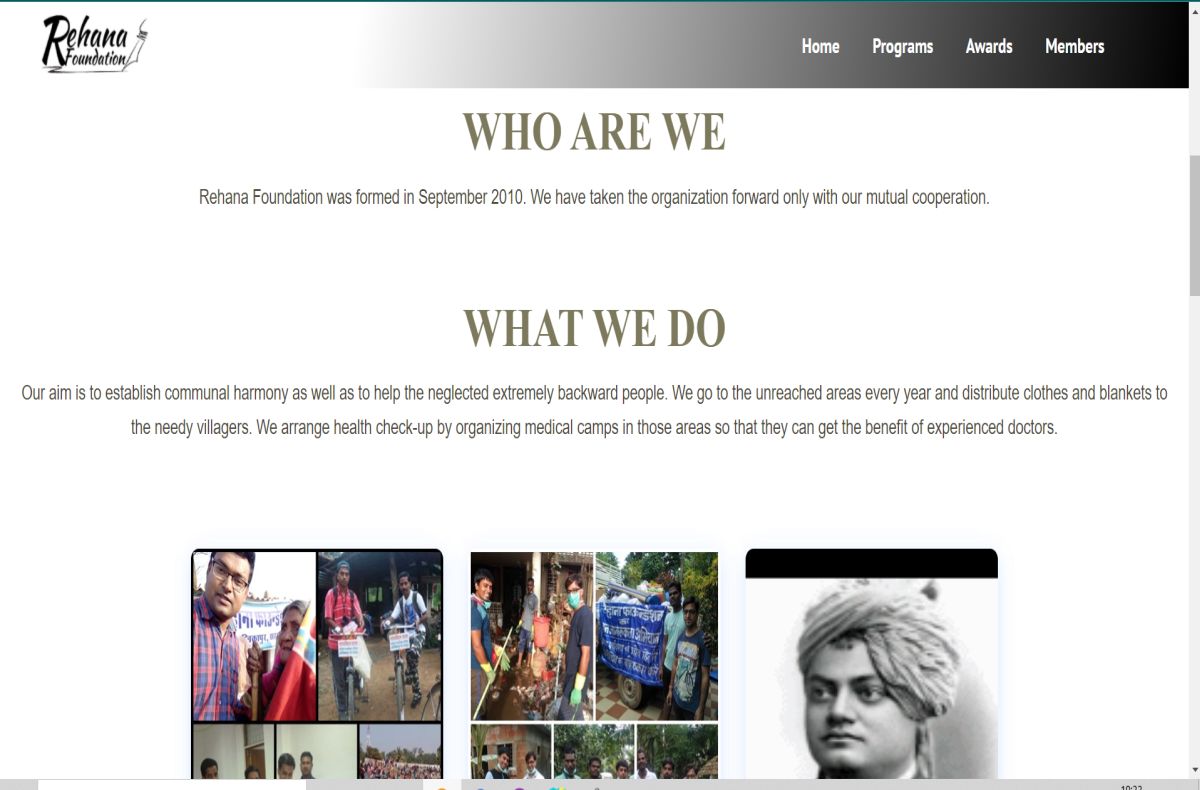 Rehana
Foundation
Home Programs Awards Members
WHO ARE WE
Rehana Foundation was formed in September 2010. We have taken the organization forward only with our mutual cooperation.
WHAT WE DO
Our aim is to establish communal harmony as well as to help the neglected extremely backward people. We go to the unreached areas every year and distribute clothes and blankets to
the needy villagers. We arrange health check-up by organizing medical camps in those areas so that they can get the benefit of experienced doctors.
फाऊन्डेशन